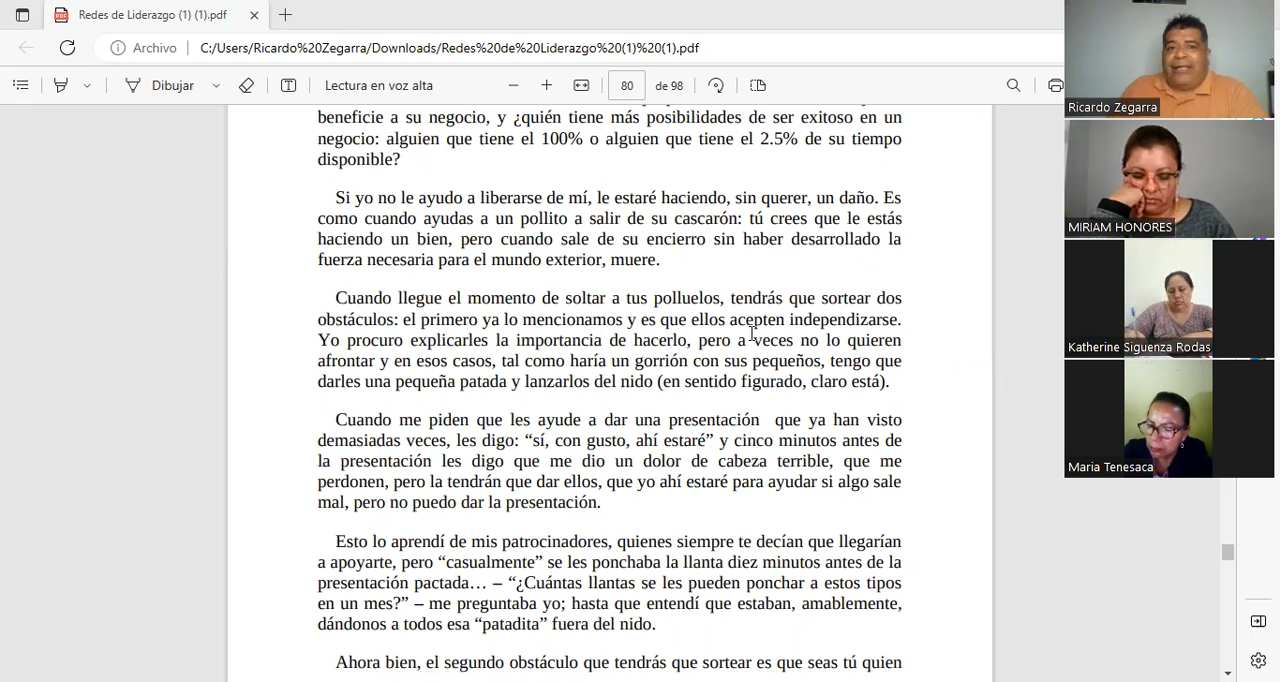 Redes de Liderazgo (1) (1).pdf
Archivo
C:/Users/Ricardo%20Zegarra/Downloads/Redes%20de%20Liderazgo%20(1)%20(1).pdf
Dibujar
Lectura en voz alta
80 de 98
beneficie a su negocio, y ¿quién tiene más posibilidades de ser exitoso en un
negocio: alguien que tiene el 100% o alguien que tiene el 2.5% de su tiempo
disponible?
Si yo no le ayudo a liberarse de mí, le estaré haciendo, sin querer, un daño. Es
como cuando ayudas a un pollito a salir de su cascarón: tú crees que le estás
haciendo un bien, pero cuando sale de su encierro sin haber desarrollado la
fuerza necesaria para el mundo exterior, muere.
Cuando llegue el momento de soltar a tus polluelos, tendrás que sortear dos
obstáculos: el primero ya lo mencionamos y es que ellos acepten independizarse.
Yo procuro explicarles la importancia de hacerlo, pero a veces no lo quieren
afrontar y en esos casos, tal como haría un gorrión con sus pequeños, tengo que
darles una pequeña patada y lanzarlos del nido (en sentido figurado, claro está).
Cuando me piden que les ayude a dar una presentación que ya han visto
demasiadas veces, les digo: “sí, con gusto, ahí estaré” y cinco minutos antes de
la presentación les digo que me dio un dolor de cabeza terrible, que me
perdonen, pero la tendrán que dar ellos, que yo ahí estaré para ayudar si algo sale
mal, pero no puedo dar la presentación.
Esto lo aprendí de mis patrocinadores, quienes siempre te decían que llegarían
a apoyarte, pero “casualmente” se les ponchaba la llanta diez minutos antes de la
presentación pactada… – “¿Cuántas llantas se les pueden ponchar a estos tipos
en un mes?” – me preguntaba yo; hasta que entendí que estaban, amablemente,
dándonos a todos esa “patadita” fuera del nido.
Ahora bien, el segundo obstáculo que tendrás que sortear es que seas tú quien
Ricardo Zegarra
MIRIAM HONORES
Katherine Siguenza Rodas
Maria Tenesaca